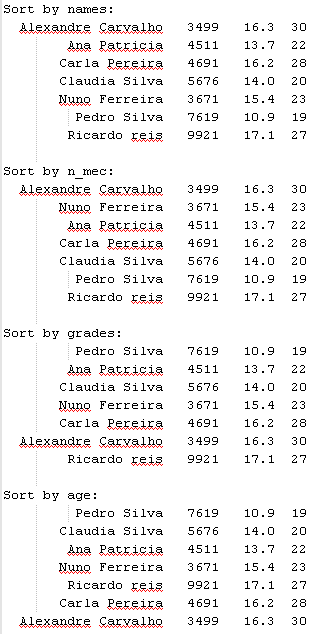 Sort by names:
Alexandre Carvalho 3499 16.3 30
Ana Patricia 4511 13.7 22
Carla Pereira 4691 16.2 28
Claudia Silva 5676 14.0 20
Nuno Ferreira 3671 15.4 23
Pedro Silva 7619 10.9 19
Ricardo reis 9921 17.1 27
Sort by n_mec:
Alexandre Carvalho 3499 16.3 30
Nuno Ferreira 3671 15.4 23
Ana Patricia 4511 13.7 22
Carla Pereira 4691 16.2 28
Claudia Silva 5676 14.0 20
Pedro Silva 7619 10.9 19
Ricardo reis 9921 17.1 27
Sort by grades:
Pedro Silva 7619 10.9 19
Ana Patricia 4511 13.7 22
Claudia Silva 5676 14.0 20
Nuno Ferreira 3671 15.4 23
Carla Pereira 4691 16.2 28
Alexandre Carvalho 3499 16.3 30
Ricardo reis 9921 17.1 27
Sort by age:
Pedro Silva 7619 10.9 19
Claudia Silva 5676 14.0 20
Ana Patricia 4511 13.7 22
Nuno Ferreira 3671 15.4 23
Ricardo reis 9921 17.1 27
Carla Pereira 4691 16.2 28
Alexandre Carvalho 3499 16.3 30